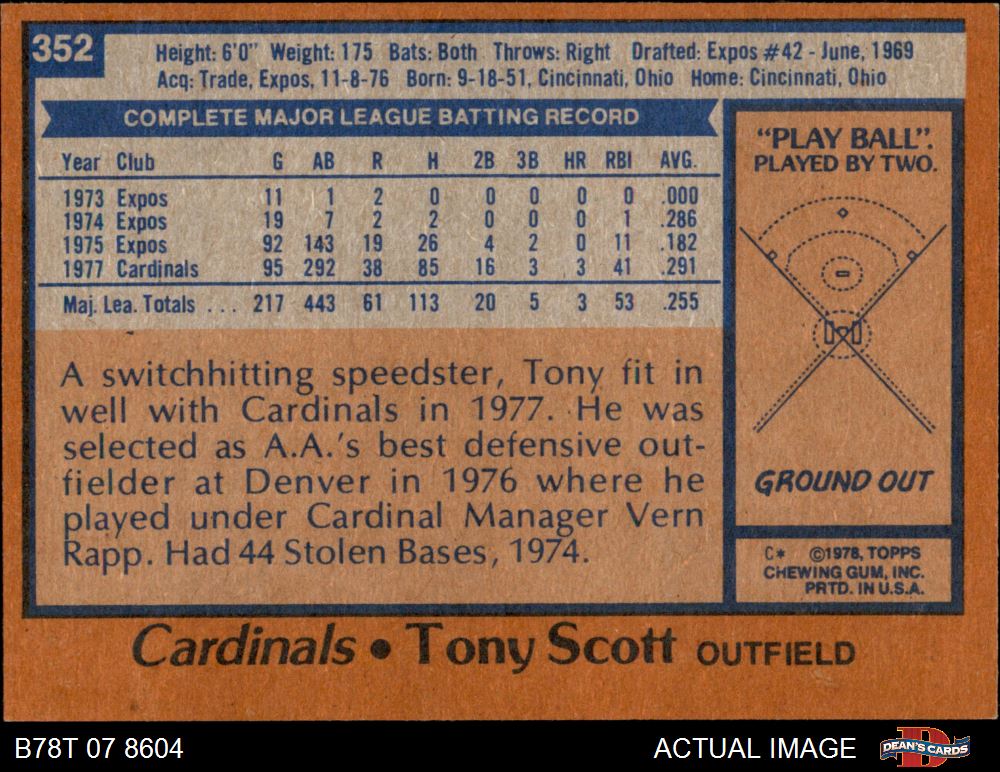 352
Height: 6'0" Weight: 175 Bats: Both Throws: Right Drafted: Expos #42 - June, 1969
Acq: Trade, Expos, 11-8-76 Born: 9-18-51, Cincinnati, Ohio Home: Cincinnati, Ohio
COMPLETE MAJOR LEAGUE BATTING RECORD
Year Club G AB R H 2B 3B HR RBI AVG.
1973 Expos 11 1 2 0 0 0 0 0 .000
1974 Expos 19 7 2 2 0 0 0 1 .286
1975 Expos 92 143 19 26 4 2 0 11 .182
1977 Cardinals 95 292 38 85 16 3 3 41 .291
Maj. Lea. Totals ... 217 443 61 113 20 5 3 53 .255
A switchhitting speedster, Tony fit in
well with Cardinals in 1977. He was
selected as A.A.'s best defensive out-
fielder at Denver in 1976 where he
played under Cardinal Manager Vern
Rapp. Had 44 Stolen Bases, 1974.
"PLAY BALL".
PLAYED BY TWO.
GROUND OUT
C* ©1978, TOPPS
CHEWING GUM, INC.
PRTD. IN U.S.A.
Cardinals • Tony Scott OUTFIELD
B78T 07 8604 ACTUAL IMAGE
D
DEAN'S CARDS